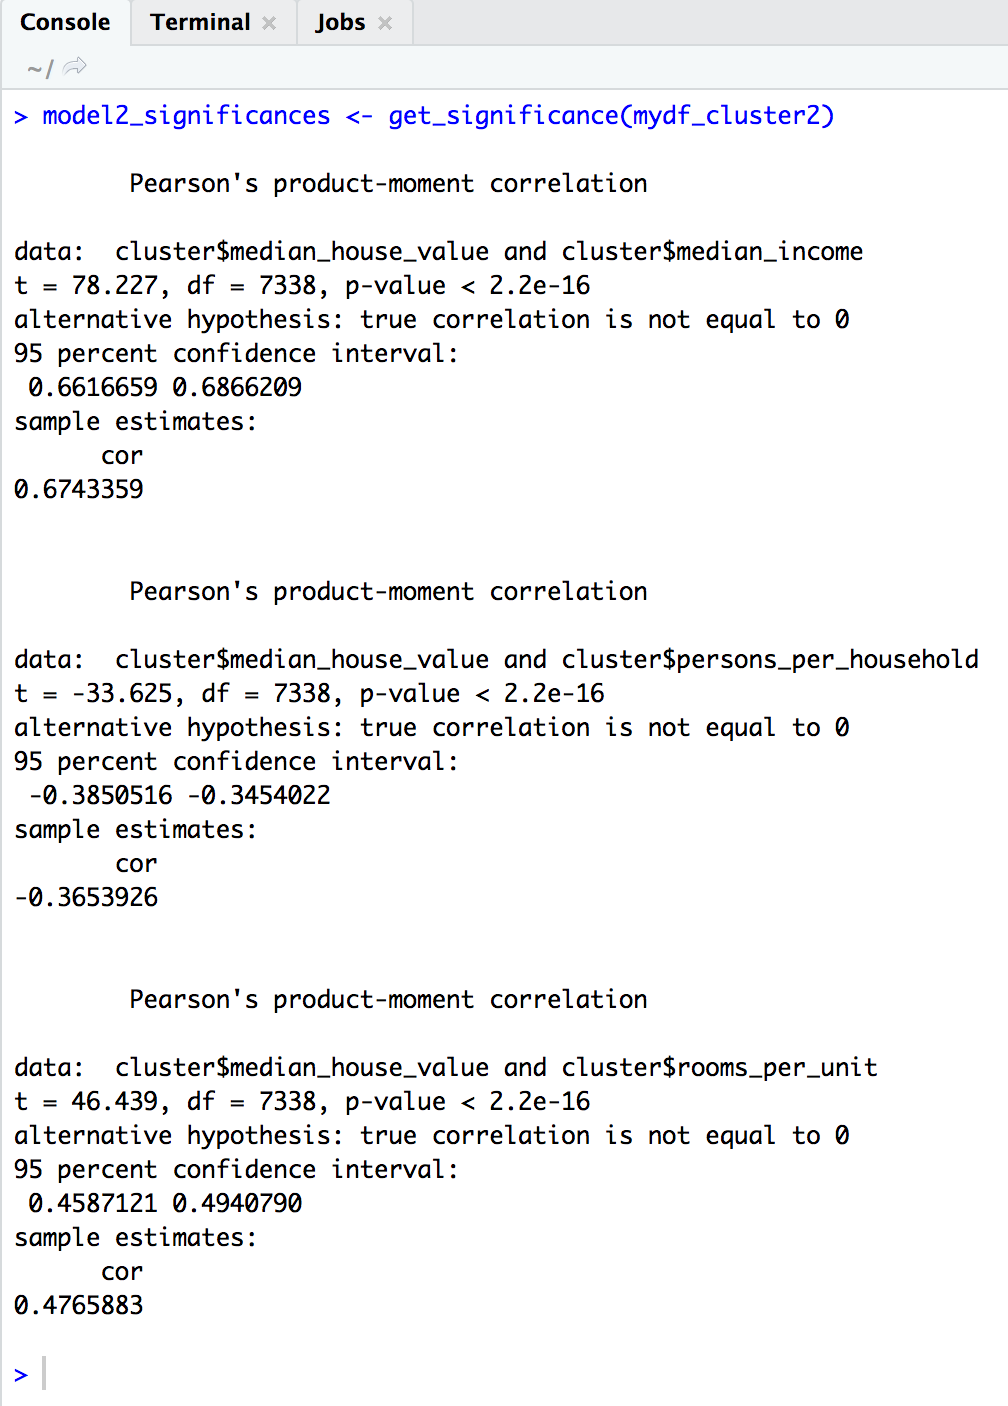 Console Terminal × Jobs ×
~/
> model2_significances <- get_significance(mydf_cluster2)
Pearson's product-moment correlation
data:  cluster$median_house_value and cluster$median_income
t = 78.227, df = 7338, p-value < 2.2e-16
alternative hypothesis: true correlation is not equal to 0
95 percent confidence interval:
 0.6616659 0.6866209
sample estimates:
      cor
0.6743359
Pearson's product-moment correlation
data:  cluster$median_house_value and cluster$persons_per_household
t = -33.625, df = 7338, p-value < 2.2e-16
alternative hypothesis: true correlation is not equal to 0
95 percent confidence interval:
 -0.3850516 -0.3454022
sample estimates:
       cor
-0.3653926
Pearson's product-moment correlation
data:  cluster$median_house_value and cluster$rooms_per_unit
t = 46.439, df = 7338, p-value < 2.2e-16
alternative hypothesis: true correlation is not equal to 0
95 percent confidence interval:
 0.4587121 0.4940790
sample estimates:
      cor
0.4765883
>